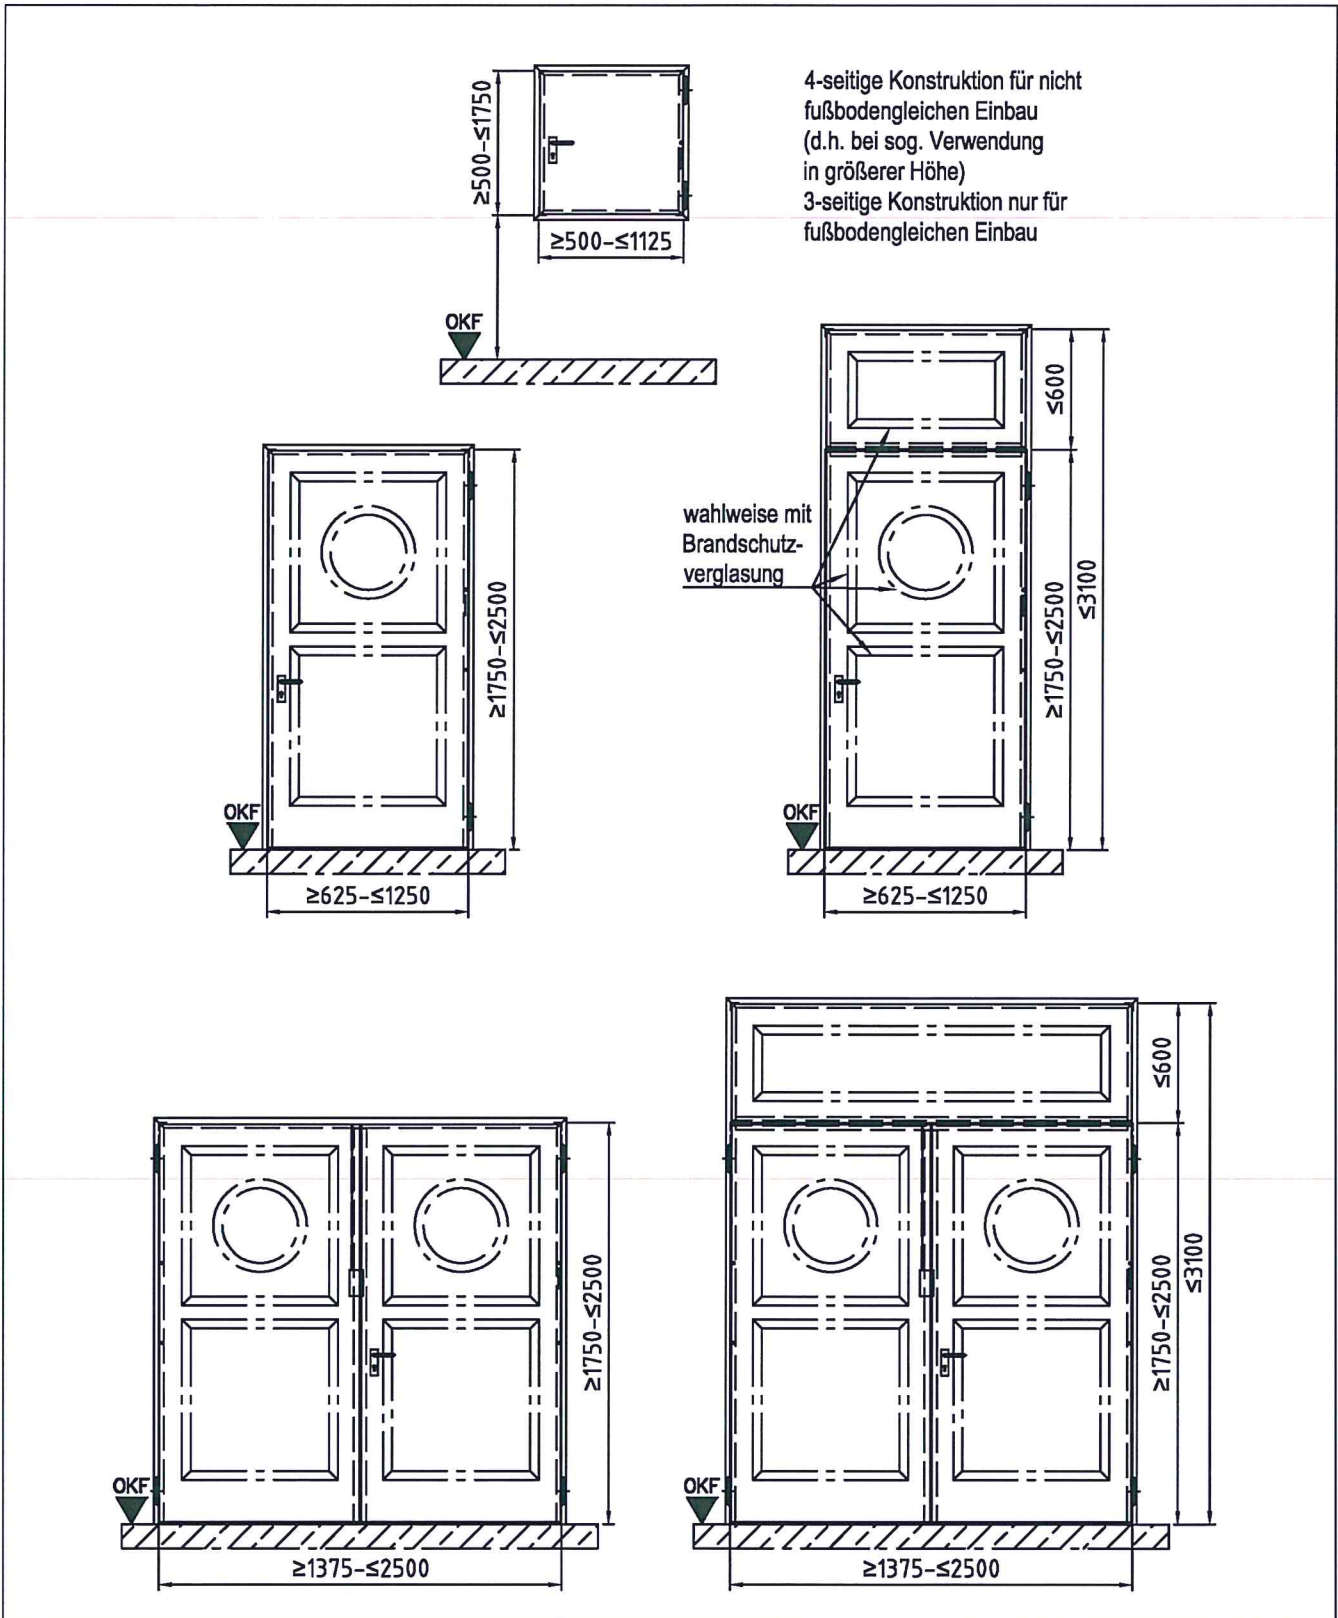 ≥500-≤1750
≥500-≤1125
4-seitige Konstruktion für nicht
fußbodengleichen Einbau
(d.h. bei sog. Verwendung
in größerer Höhe)
3-seitige Konstruktion nur für
fußbodengleichen Einbau
OKF
≥1750-≤2500
OKF
≥625-≤1250
wahlweise mit
Brandschutz-
verglasung
≤600
≥1750-≤2500
≤3100
OKF
≥625-≤1250
≥1750-≤2500
OKF
≥1375-≤2500
≤600
≥1750-≤2500
≤3100
OKF
≥1375-≤2500